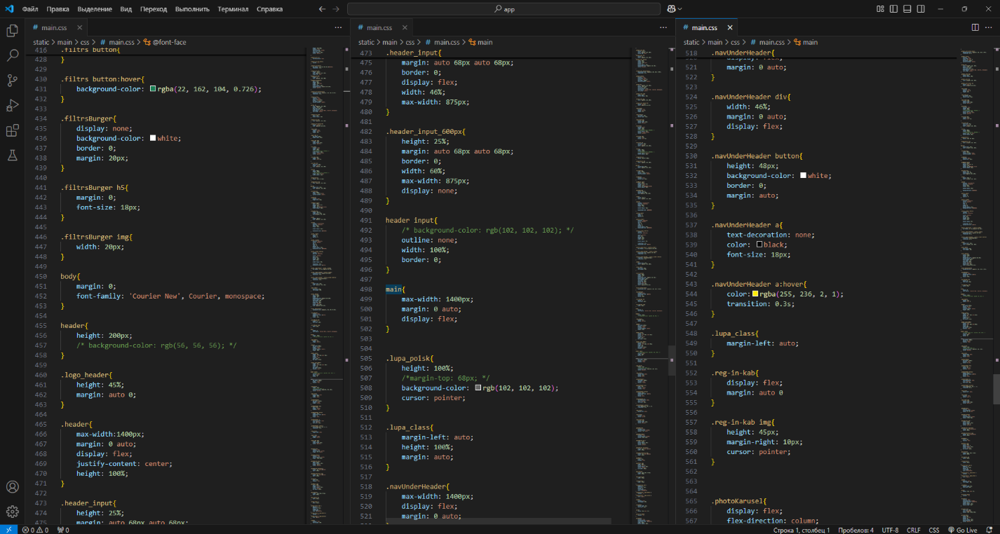 Файл Правка Выделение Вид Переход Выполнить Терминал Справка
app
# main.css
static > main > css > # main.css > @font-face
416 .filtrs button{
428 }
429
430 .filtrs button:hover{
431 background-color: rgba(22, 162, 104, 0.726);
432 }
433
434 .filtrsBurger{
435 display: none;
436 background-color: white;
437 border: 0;
438 margin: 20px;
439 }
440
441 .filtrsBurger h5{
442 margin: 0;
443 font-size: 18px;
444 }
445
446 .filtrsBurger img{
447 width: 20px;
448 }
449
450 body{
451 margin: 0;
452 font-family: 'Courier New', Courier, monospace;
453 }
454
455 header{
456 height: 200px;
457 /* background-color: rgb(56, 56, 56); */
458 }
459
460 .logo_header{
461 height: 45%;
462 margin: auto 0;
463 }
464
465 .header{
466 max-width:1400px;
467 margin: 0 auto;
468 display: flex;
469 justify-content: center;
470 height: 100%;
471 }
472
473 .header_input{
474 height: 25%;
475 margin: auto 68px auto 68px;
# main.css
static > main > css > # main.css > main
473 .header_input{
475 margin: auto 68px auto 68px;
476 border: 0;
477 display: flex;
478 width: 46%;
479 max-width: 875px;
480 }
481
482 .header_input_600px{
483 height: 25%;
484 margin: auto 68px auto 68px;
485 border: 0;
486 width: 60%;
487 max-width: 875px;
488 display: none;
489 }
490
491 header input{
492 /* background-color: rgb(102, 102, 102); */
493 outline: none;
494 width: 100%;
495 border: 0;
496 }
497
498 main{
499 max-width: 1400px;
500 margin: 0 auto;
501 display: flex;
502 }
503
504
505 .lupa_poisk{
506 height: 100%;
507 /*margin-top: 68px; */
508 background-color: rgb(102, 102, 102);
509 cursor: pointer;
510 }
511
512 .lupa_class{
513 margin-left: auto;
514 height: 100%;
515 margin: auto;
516 }
517
518 .navUnderHeader{
519 max-width: 1400px;
520 display: flex;
521 margin: 0 auto;
# main.css
static > main > css > # main.css > main
518 .navUnderHeader{
display: flex;
521 margin: 0 auto;
522 }
523
524 .navUnderHeader div{
525 width: 46%;
526 margin: 0 auto;
527 display: flex;
528 }
529
530 .navUnderHeader button{
531 height: 48px;
532 background-color: white;
533 border: 0;
534 margin: auto;
535 }
536
537 .navUnderHeader a{
538 text-decoration: none;
539 color: black;
540 font-size: 18px;
541 }
542
543 .navUnderHeader a:hover{
544 color: rgba(255, 236, 2, 1);
545 transition: 0.3s;
546 }
547
548 .lupa_class{
549 margin-left: auto;
550 }
551
552 .reg-in-kab{
553 display: flex;
554 margin: auto 0
555 }
556
557 .reg-in-kab img{
558 height: 45px;
559 margin-right: 10px;
560 cursor: pointer;
561 }
562
563
564
565 .photoKarusel{
566 display: flex;
567 flex-direction: column;
0 0 0
Строка 1, столбец 1 Пробелов: 4 UTF-8 CRLF CSS Go Live